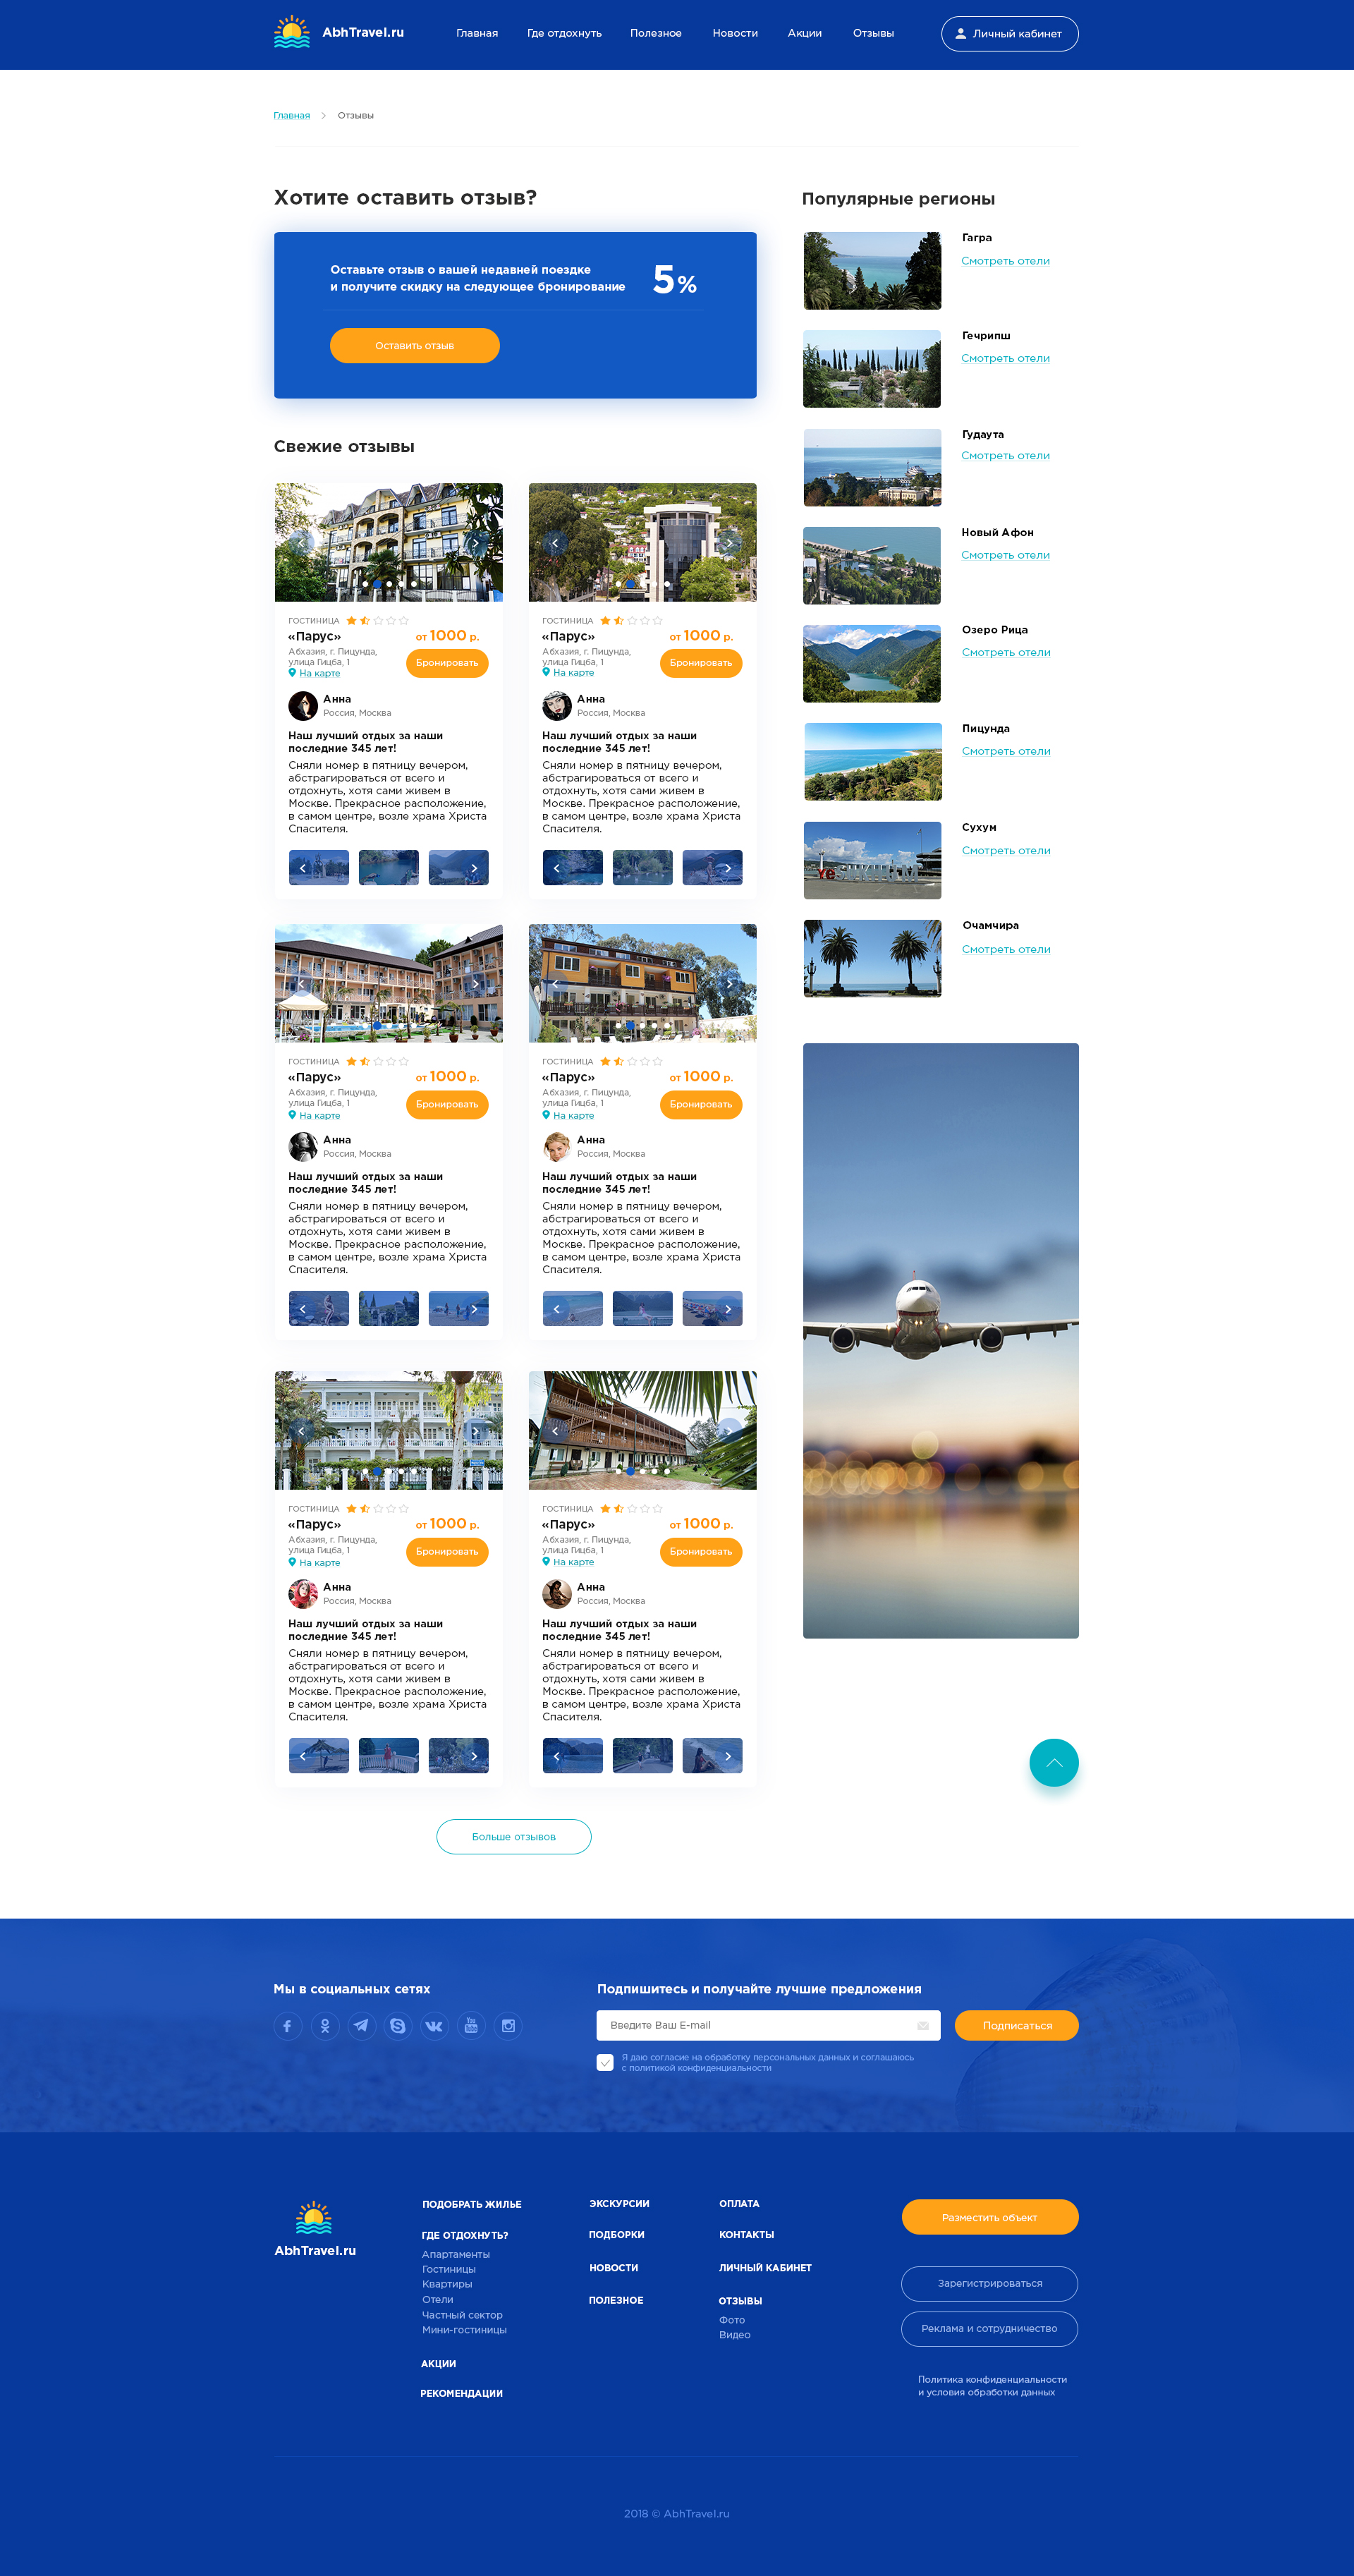 AbhTravel.ru
Главная
Где отдохнуть
Полезное
Новости
Акции
Отзывы
Личный кабинет
Главная
Отзывы
Хотите оставить отзыв?
Оставьте отзыв о вашей недавней поездке
и получите скидку на следующее бронирование
5%
Оставить отзыв
Свежие отзывы
ГОСТИНИЦА
«Парус»
от 1000 р.
Абхазия, г. Пицунда,
улица Гицба, 1
На карте
Бронировать
Анна
Россия, Москва
Наш лучший отдых за наши
последние 345 лет!
Сняли номер в пятницу вечером,
абстрагироваться от всего и
отдохнуть, хотя сами живем в
Москве. Прекрасное расположение,
в самом центре, возле храма Христа
Спасителя.
ГОСТИНИЦА
«Парус»
от 1000 р.
Абхазия, г. Пицунда,
улица Гицба, 1
На карте
Бронировать
Анна
Россия, Москва
Наш лучший отдых за наши
последние 345 лет!
Сняли номер в пятницу вечером,
абстрагироваться от всего и
отдохнуть, хотя сами живем в
Москве. Прекрасное расположение,
в самом центре, возле храма Христа
Спасителя.
ГОСТИНИЦА
«Парус»
от 1000 р.
Абхазия, г. Пицунда,
улица Гицба, 1
На карте
Бронировать
Анна
Россия, Москва
Наш лучший отдых за наши
последние 345 лет!
Сняли номер в пятницу вечером,
абстрагироваться от всего и
отдохнуть, хотя сами живем в
Москве. Прекрасное расположение,
в самом центре, возле храма Христа
Спасителя.
ГОСТИНИЦА
«Парус»
от 1000 р.
Абхазия, г. Пицунда,
улица Гицба, 1
На карте
Бронировать
Анна
Россия, Москва
Наш лучший отдых за наши
последние 345 лет!
Сняли номер в пятницу вечером,
абстрагироваться от всего и
отдохнуть, хотя сами живем в
Москве. Прекрасное расположение,
в самом центре, возле храма Христа
Спасителя.
ГОСТИНИЦА
«Парус»
от 1000 р.
Абхазия, г. Пицунда,
улица Гицба, 1
На карте
Бронировать
Анна
Россия, Москва
Наш лучший отдых за наши
последние 345 лет!
Сняли номер в пятницу вечером,
абстрагироваться от всего и
отдохнуть, хотя сами живем в
Москве. Прекрасное расположение,
в самом центре, возле храма Христа
Спасителя.
ГОСТИНИЦА
«Парус»
от 1000 р.
Абхазия, г. Пицунда,
улица Гицба, 1
На карте
Бронировать
Анна
Россия, Москва
Наш лучший отдых за наши
последние 345 лет!
Сняли номер в пятницу вечером,
абстрагироваться от всего и
отдохнуть, хотя сами живем в
Москве. Прекрасное расположение,
в самом центре, возле храма Христа
Спасителя.
Больше отзывов
Популярные регионы
Гагра
Смотреть отели
Гечрипш
Смотреть отели
Гудаута
Смотреть отели
Новый Афон
Смотреть отели
Озеро Рица
Смотреть отели
Пицунда
Смотреть отели
Сухум
Смотреть отели
Очамчира
Смотреть отели
Мы в социальных сетях
You
Tube
Подпишитесь и получайте лучшие предложения
Введите Ваш E-mail
Подписаться
Я даю согласие на обработку персональных данных и соглашаюсь
с политикой конфиденциальности
AbhTravel.ru
ПОДОБРАТЬ ЖИЛЬЕ
ГДЕ ОТДОХНУТЬ?
Апартаменты
Гостиницы
Квартиры
Отели
Частный сектор
Мини-гостиницы
АКЦИИ
РЕКОМЕНДАЦИИ
ЭКСКУРСИИ
ПОДБОРКИ
НОВОСТИ
ПОЛЕЗНОЕ
ОПЛАТА
КОНТАКТЫ
ЛИЧНЫЙ КАБИНЕТ
ОТЗЫВЫ
Фото
Видео
Разместить объект
Зарегистрироваться
Реклама и сотрудничество
Политика конфиденциальности
и условия обработки данных
2018 © AbhTravel.ru